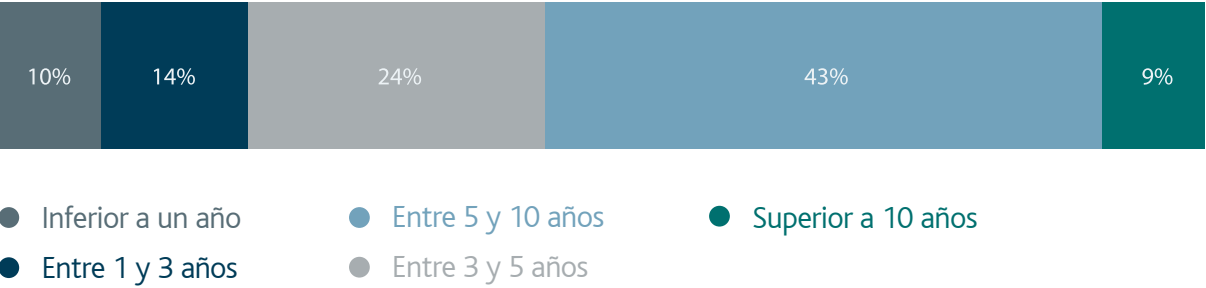 10%
14%
24%
43%
9%
Inferior a un año
Entre 1 y 3 años
Entre 5 y 10 años
Entre 3 y 5 años
Superior a 10 años